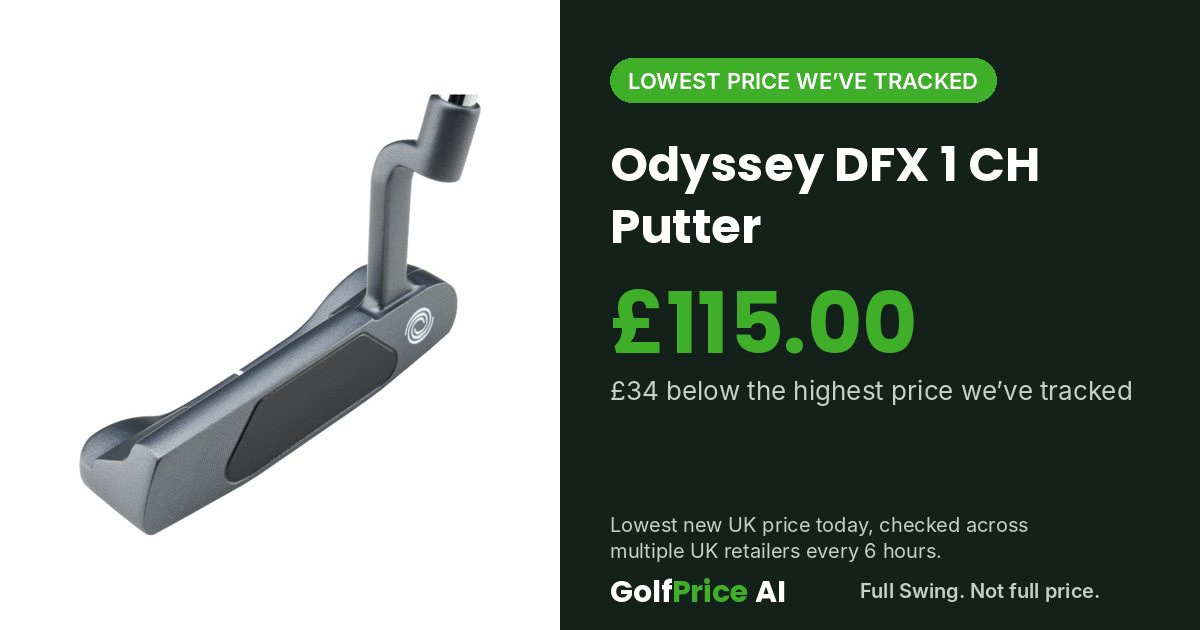 LOWEST PRICE WE’VE TRACKED
Odyssey DFX 1 CH
Putter
£115.00
£34 below the highest price we’ve tracked
Lowest new UK price today, checked across
multiple UK retailers every 6 hours.
GolfPrice AI
Full Swing. Not full price.